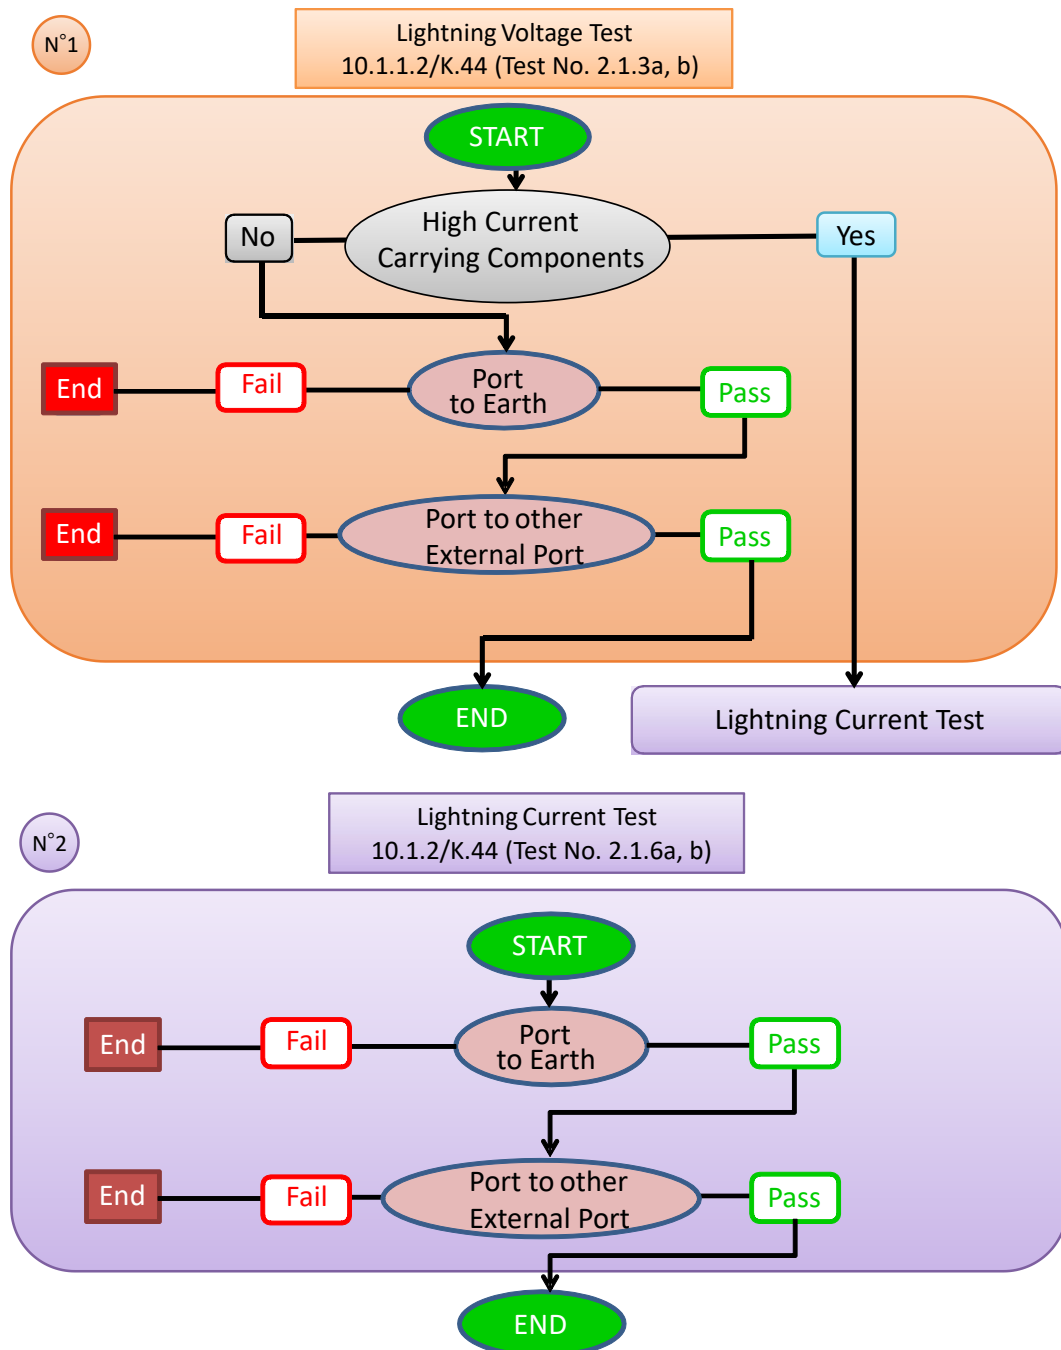 N°1
Lightning Voltage Test
10.1.1.2/K.44 (Test No. 2.1.3a, b)
START
High Current
Carrying Components
No
Yes
Port
to Earth
End
Fail
Pass
Port to other
External Port
End
Fail
Pass
END
Lightning Current Test
N°2
Lightning Current Test
10.1.2/K.44 (Test No. 2.1.6a, b)
START
Port
to Earth
End
Fail
Pass
Port to other
External Port
End
Fail
Pass
END